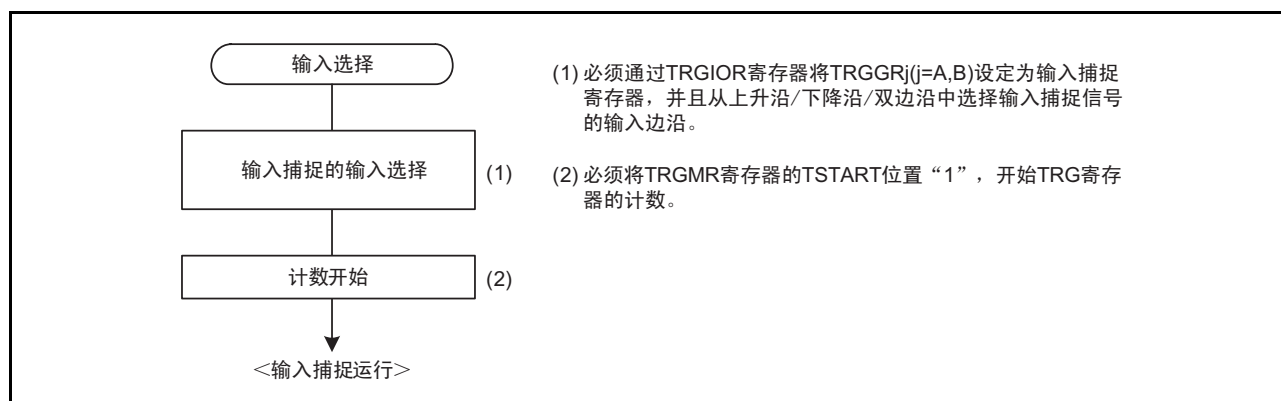 输入选择
输入捕捉的输入选择
(1)
计数开始
(2)
＜输入捕捉运行＞
(1) 必须通过TRGIOR寄存器将TRGGRj(j=A,B)设定为输入捕捉
寄存器，并且从上升沿/下降沿/双边沿中选择输入捕捉信号
的输入边沿。
(2) 必须将TRGMR寄存器的TSTART位置“1”，开始TRG寄存
器的计数。